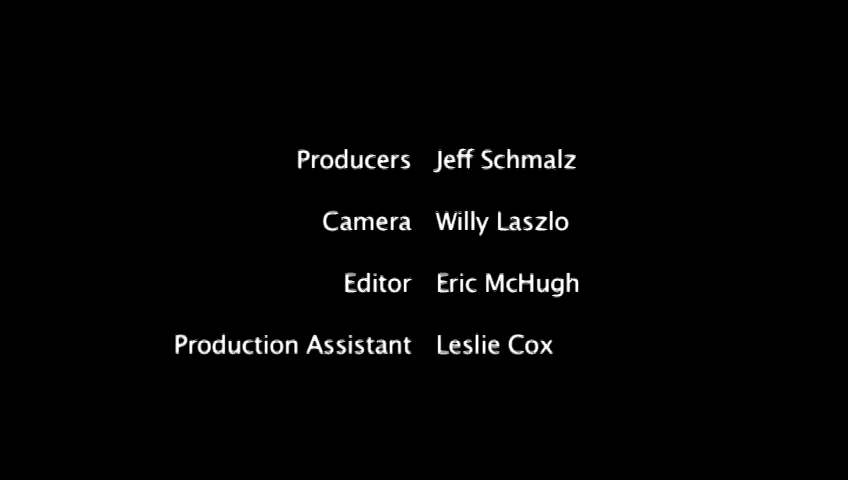 Producers Jeff Schmalz
Camera Willy Laszlo
Editor Eric McHugh
Production Assistant Leslie Cox